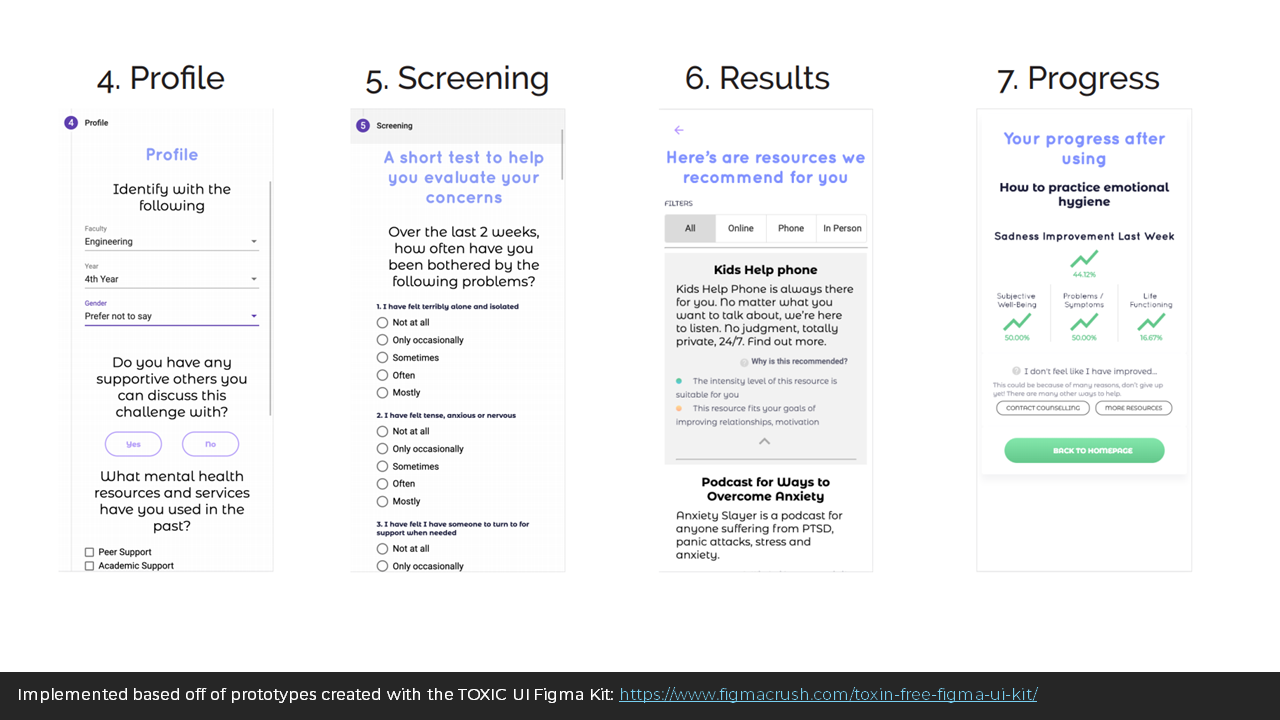 4. Profile
4 Profile
Profile
Identify with the
following
Faculty
Engineering
Year
4th Year
Gender
Prefer not to say
Do you have any
supportive others you
can discuss this
challenge with?
Yes No
What mental health
resources and services
have you used in the
past?
Peer Support
Academic Support
5. Screening
5 Screening
A short test to help
you evaluate your
concerns
Over the last 2 weeks,
how often have you
been bothered by the
following problems?
1. I have felt terribly alone and isolated
Not at all
Only occasionally
Sometimes
Often
Mostly
2. I have felt tense, anxious or nervous
Not at all
Only occasionally
Sometimes
Often
Mostly
3. I have felt I have someone to turn to for
support when needed
Not at all
Only occasionally
6. Results
Here's are resources we
recommend for you
FILTERS
All Online Phone In Person
Kids Help phone
Kids Help Phone is always there
for you. No matter what you
want to talk about, we're here
to listen. No judgment, totally
private, 24/7. Find out more.
Why is this recommended?
The intensity level of this resource is
suitable for you
This resource fits your goals of
improving relationships, motivation
Podcast for Ways to
Overcome Anxiety
Anxiety Slayer is a podcast for
anyone suffering from PTSD,
panic attacks, stress and
anxiety.
7. Progress
Your progress after
using
How to practice emotional
hygiene
Sadness Improvement Last Week
44.12%
Subjective
Well-Being
50.00%
Problems /
Symptoms
50.00%
Life
Functioning
16.67%
I don't feel like I have improved...
This could be because of many reasons, don't give up
yet! There are many other ways to help.
CONTACT COUNSELLING MORE RESOURCES
BACK TO HOMEPAGE
Implemented based off of prototypes created with the TOXIC UI Figma Kit: https://www.figmacrush.com/toxin-free-figma-ui-kit/